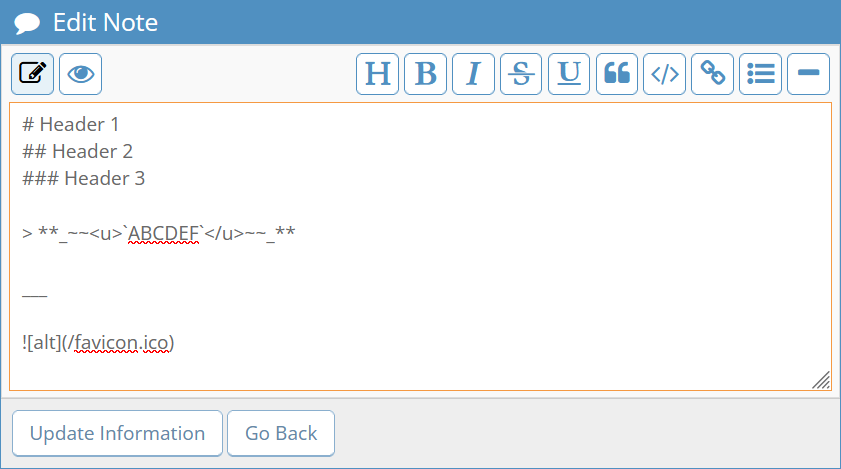 Edit Note
H B I S U </>
# Header 1
## Header 2
### Header 3
> **_~~<u>`ABCDEF`</u>~~_**
___
![alt](/favicon.ico)
Update Information Go Back